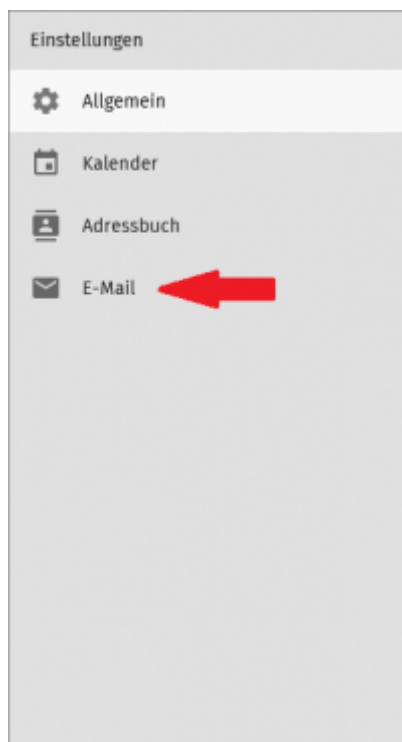 Einstellungen
Allgemein
Kalender
Adressbuch
E-Mail